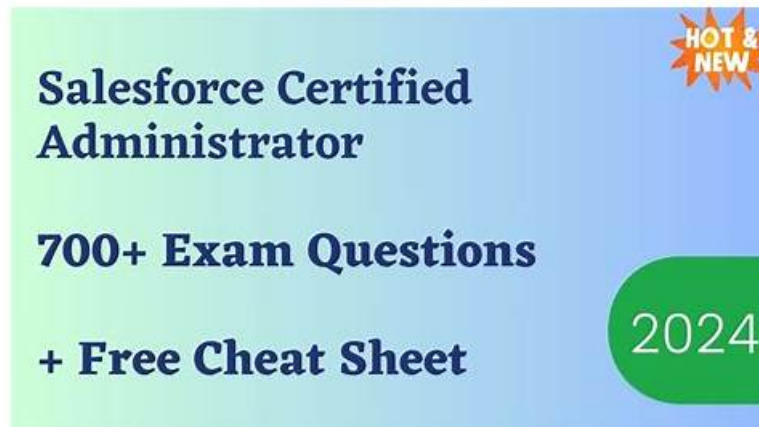 HOT &
NEW
Salesforce Certified
Administrator
700+ Exam Questions
+ Free Cheat Sheet
2024